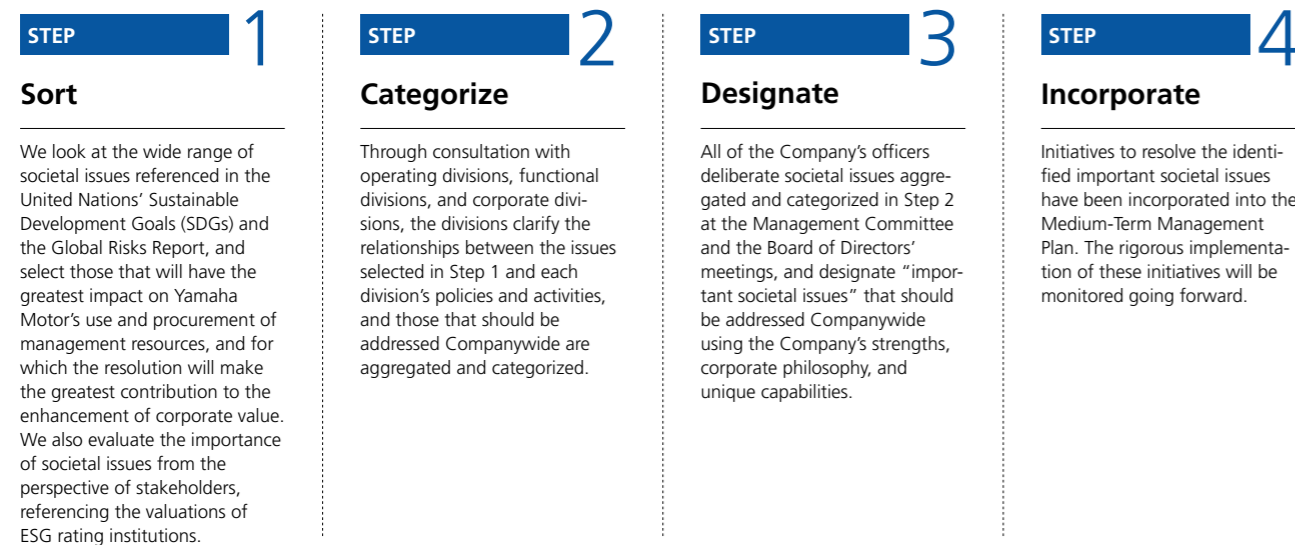 STEP 1
Sort
We look at the wide range of
societal issues referenced in the
United Nations’ Sustainable
Development Goals (SDGs) and
the Global Risks Report, and
select those that will have the
greatest impact on Yamaha
Motor’s use and procurement of
management resources, and for
which the resolution will make
the greatest contribution to the
enhancement of corporate value.
We also evaluate the importance
of societal issues from the
perspective of stakeholders,
referencing the valuations of
ESG rating institutions.
STEP 2
Categorize
Through consultation with
operating divisions, functional
divisions, and corporate divi-
sions, the divisions clarify the
relationships between the issues
selected in Step 1 and each
division’s policies and activities,
and those that should be
addressed Companywide are
aggregated and categorized.
STEP 3
Designate
All of the Company’s officers
deliberate societal issues aggre-
gated and categorized in Step 2
at the Management Committee
and the Board of Directors’
meetings, and designate “impor-
tant societal issues” that should
be addressed Companywide
using the Company’s strengths,
corporate philosophy, and
unique capabilities.
STEP 4
Incorporate
Initiatives to resolve the identi-
fied important societal issues
have been incorporated into the
Medium-Term Management
Plan. The rigorous implementa-
tion of these initiatives will be
monitored going forward.